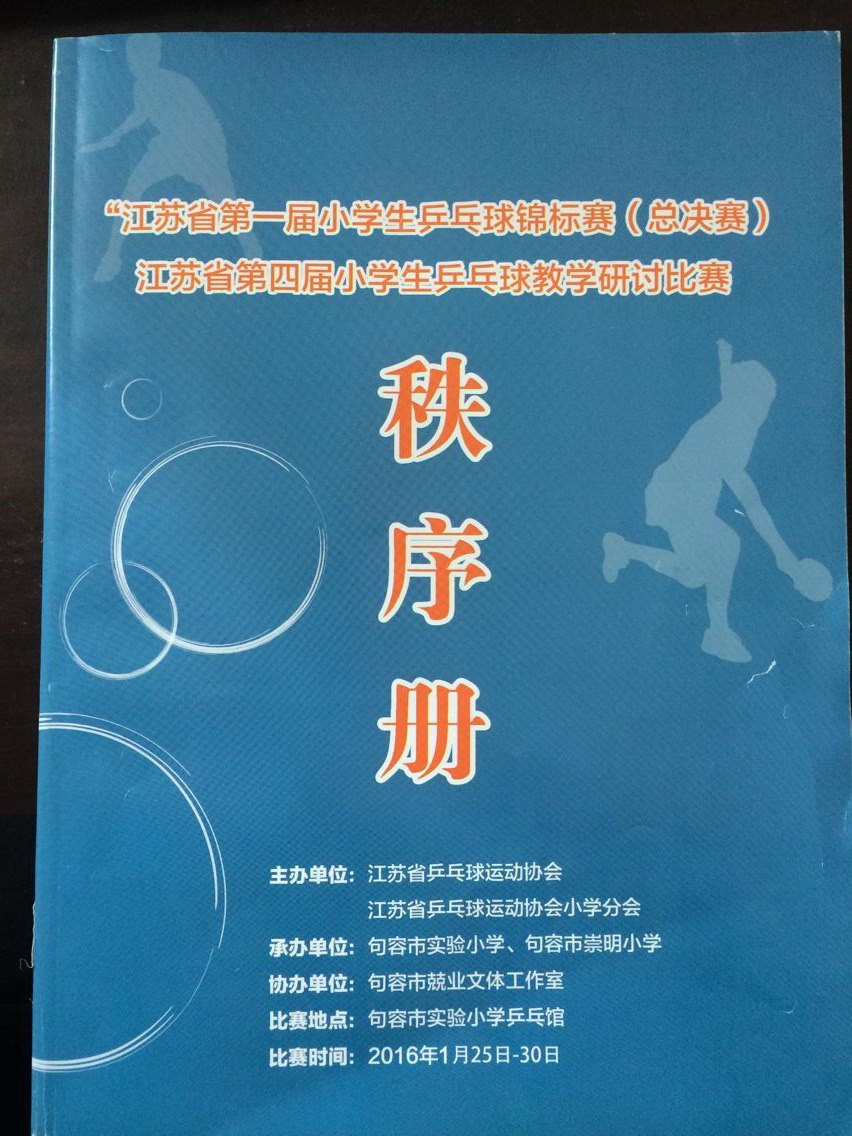 “江苏省第一届小学生乒乓球锦标赛（总决赛）
江苏省第四届小学生乒乓球教学研讨比赛
秩
序
册
主办单位：江苏省乒乓球运动协会
江苏省乒乓球运动协会小学分会
承办单位：句容市实验小学、句容市崇明小学
协办单位：句容市兢业文体工作室
比赛地点：句容市实验小学乒乓馆
比赛时间：2016年1月25日-30日